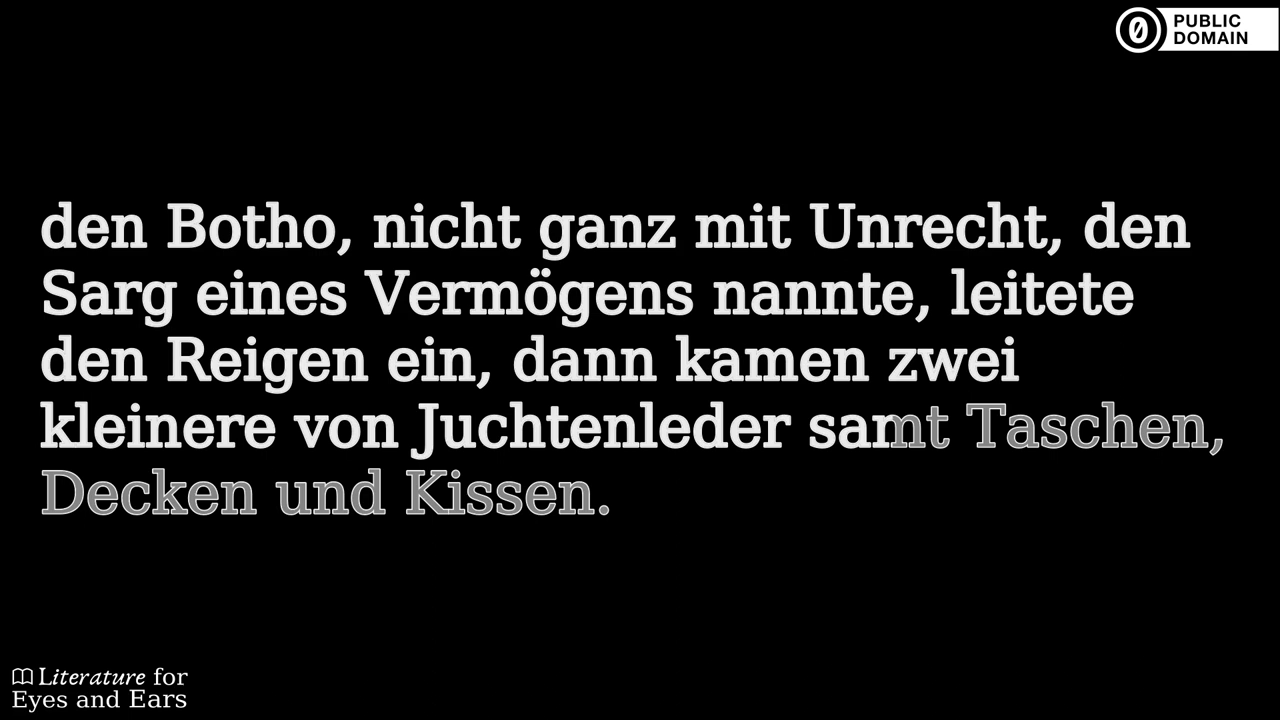 PUBLIC
DOMAIN
den Botho, nicht ganz mit Unrecht, den
Sarg eines Vermögens nannte, leitete
den Reigen ein, dann kamen zwei
kleinere von Juchtenleder samt Taschen,
Decken und Kissen.
Literature for
Eyes and Ears